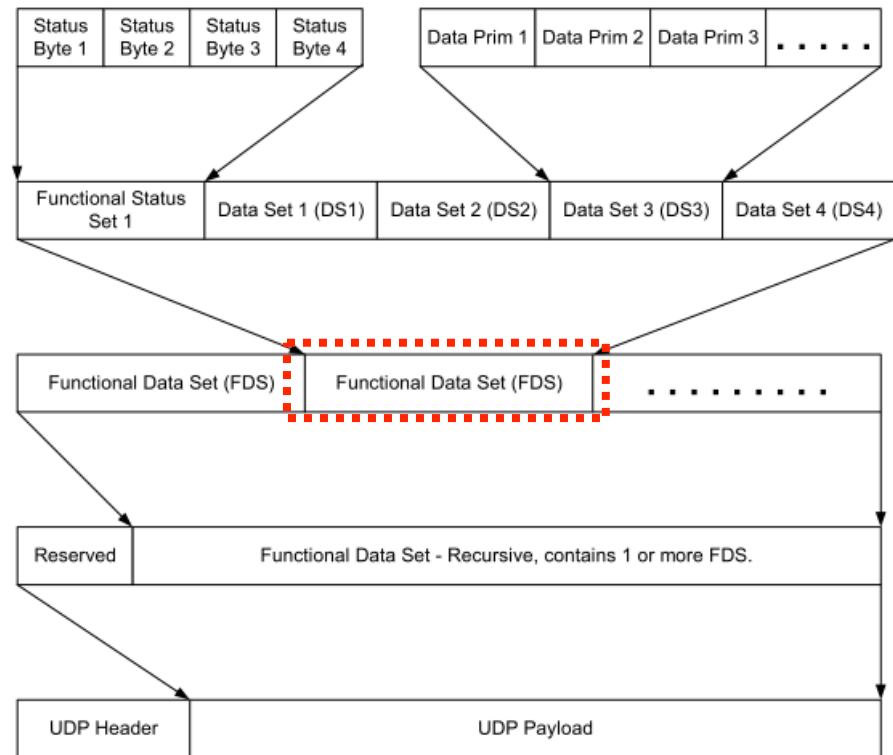 Status
Byte 1
Status
Byte 2
Status
Byte 3
Status
Byte 4
Data Prim 1
Data Prim 2
Data Prim 3
. . . . .
Functional Status
Set 1
Data Set 1 (DS1)
Data Set 2 (DS2)
Data Set 3 (DS3)
Data Set 4 (DS4)
Functional Data Set (FDS)
Functional Data Set (FDS)
. . . . . . . . .
Reserved
Functional Data Set - Recursive, contains 1 or more FDS.
UDP Header
UDP Payload